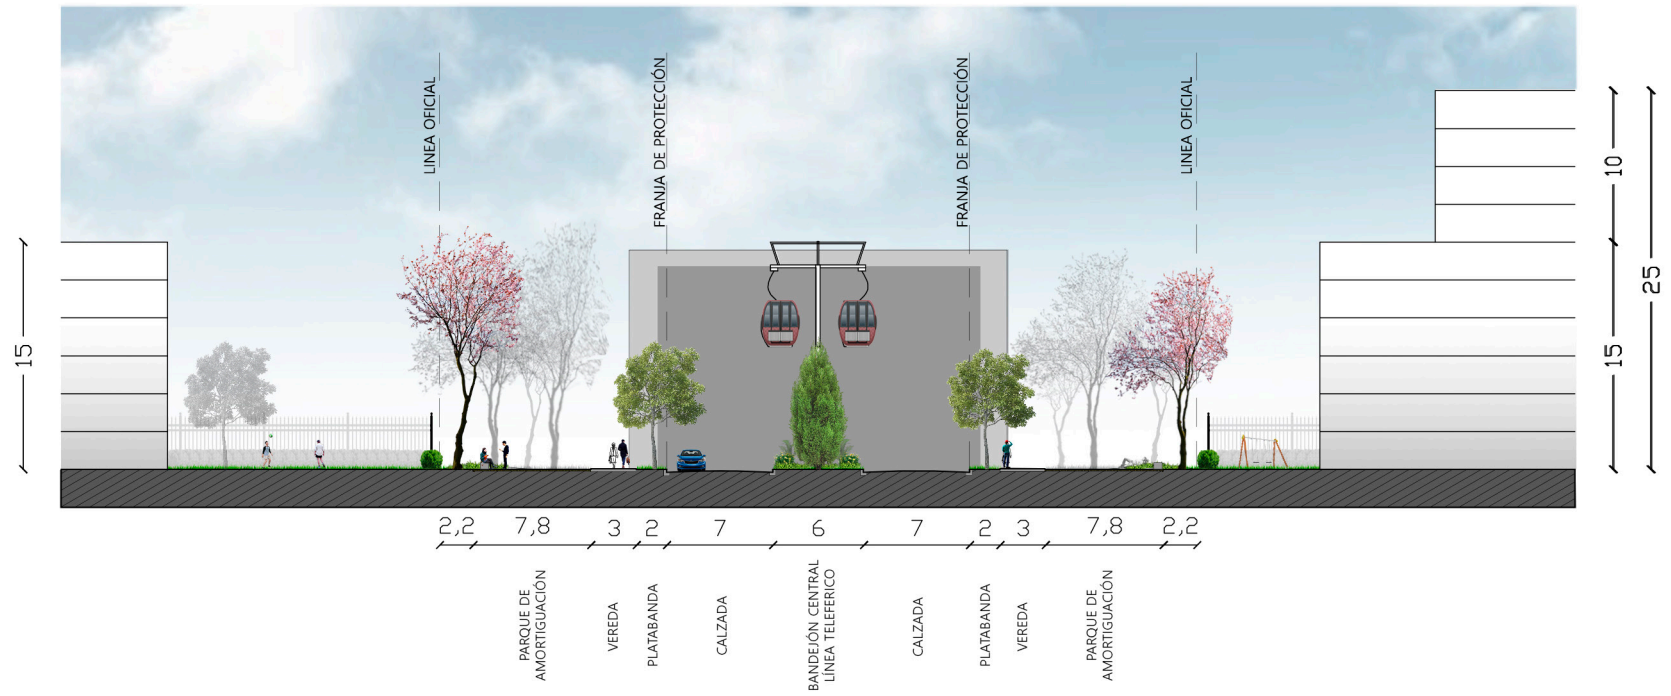 LINEA OFICIAL
FRANJA DE PROTECCIÓN
FRANJA DE PROTECCIÓN
LINEA OFICIAL
15
10
15
25
2,2
7,8
3
2
7
6
7
2
3
7,8
2,2
PARQUE DE
AMORTIGUACIÓN
VEREDA
PLATABANDA
CALZADA
BANDEJÓN CENTRAL
LÍNEA TELEFERICO
CALZADA
PLATABANDA
VEREDA
PARQUE DE
AMORTIGUACIÓN